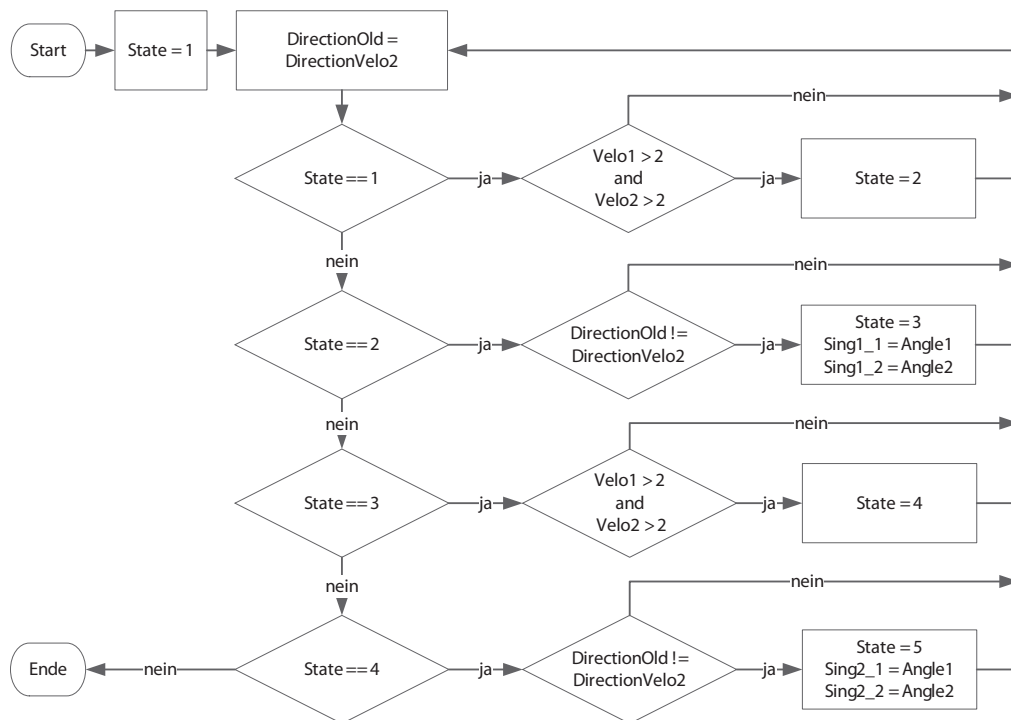 Start
State = 1
DirectionOld =
DirectionVelo2
nein
State == 1
ja
Velo1 > 2
and
Velo2 > 2
ja
State = 2
nein
nein
State == 2
ja
DirectionOld !=
DirectionVelo2
ja
State = 3
Sing1_1 = Angle1
Sing1_2 = Angle2
nein
nein
State == 3
ja
Velo1 > 2
and
Velo2 > 2
ja
State = 4
nein
nein
Ende
nein
State == 4
ja
DirectionOld !=
DirectionVelo2
ja
State = 5
Sing2_1 = Angle1
Sing2_2 = Angle2